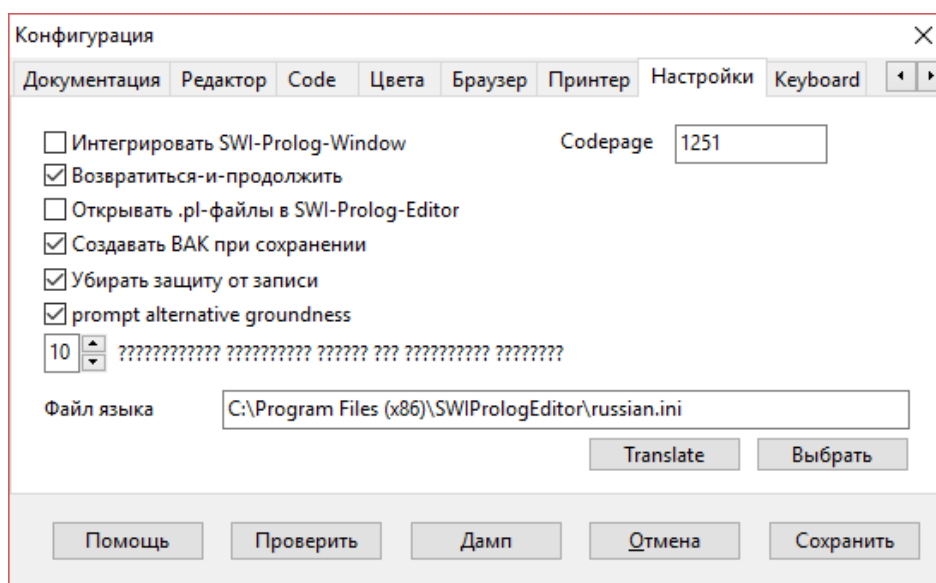 Конфигурация
Документация Редактор Code Цвета Браузер Принтер Настройки Keyboard
Интегрировать SWI-Prolog-Window Codepage 1251
Возвратиться-и-продолжить
Открывать .pl-файлы в SWI-Prolog-Editor
Создавать BAK при сохранении
Убирать защиту от записи
prompt alternative groundness
10 ???????????? ?????????? ?????? ??? ?????????? ????????
Файл языка C:\Program Files (x86)\SWIPrologEditor\russian.ini
Translate Выбрать
Помощь Проверить Дамп Отмена Сохранить